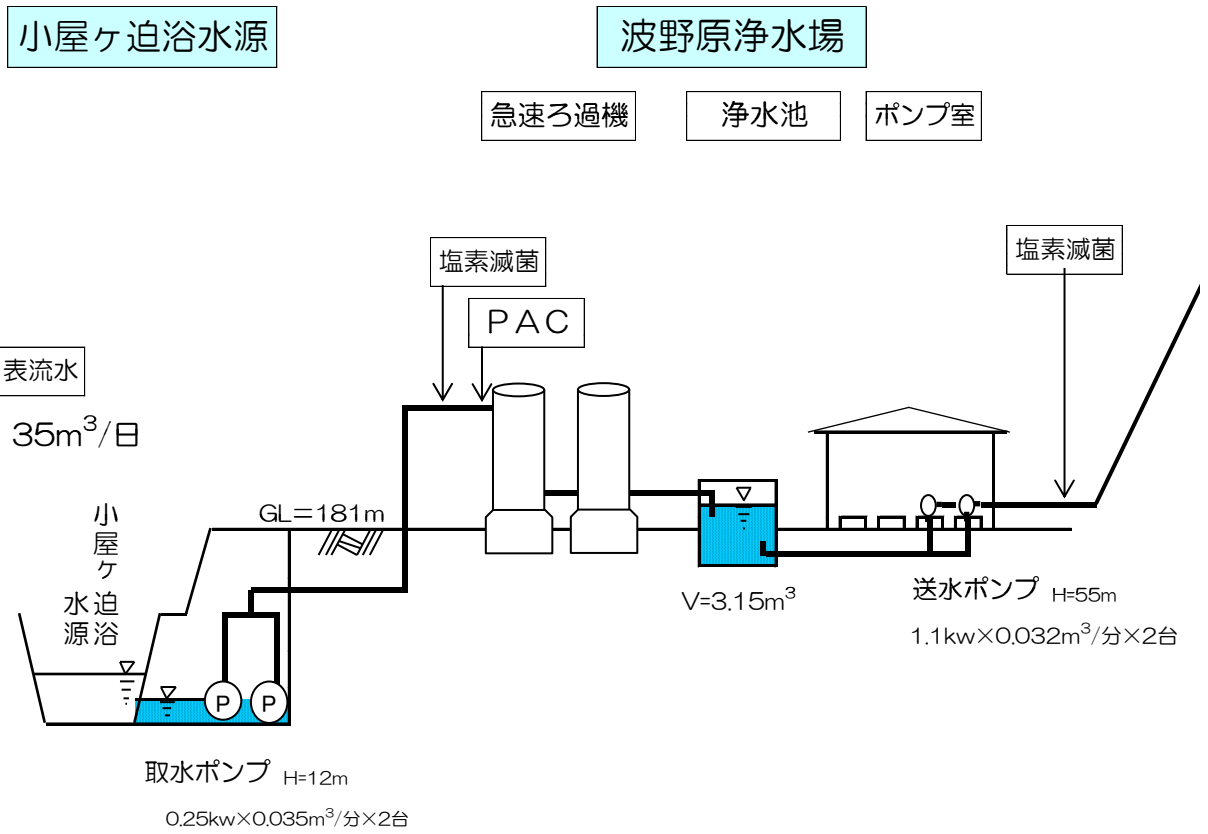 小屋ヶ迫浴水源
波野原浄水場
急速ろ過機
浄水池
ポンプ室
塩素滅菌
塩素滅菌
PAC
表流水
35m³/日
GL=181m
小屋ヶ
迫浴
水源
V=3.15m³
送水ポンプ H=55m
1.1kw×0.032m³/分×2台
P
P
取水ポンプ H=12m
0.25kw×0.035m³/分×2台